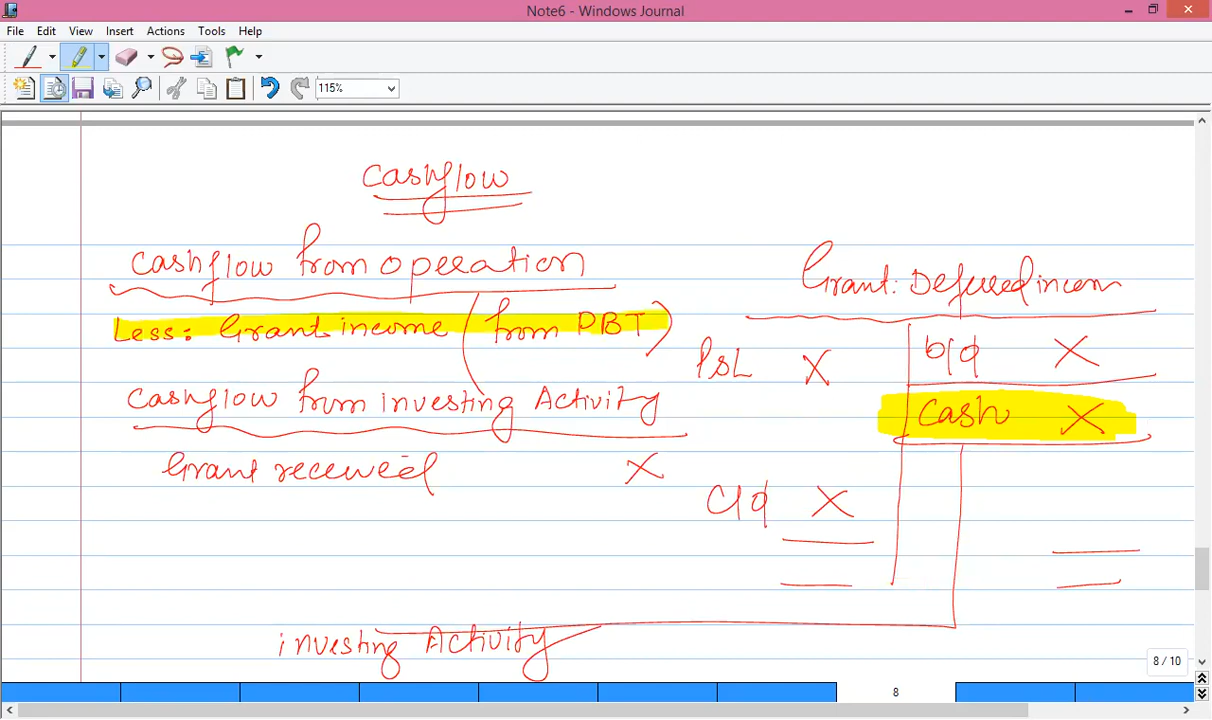 Note6 - Windows Journal
File Edit View Insert Actions Tools Help
115%
Cashflow
Cashflow from operation
Less: Grant income (from PBT)
Cashflow from investing Activity
Grant received X
Grant: Deferred incom
P&L X b/d X
Cash X
C/d X
investing Activity
8 / 10
8